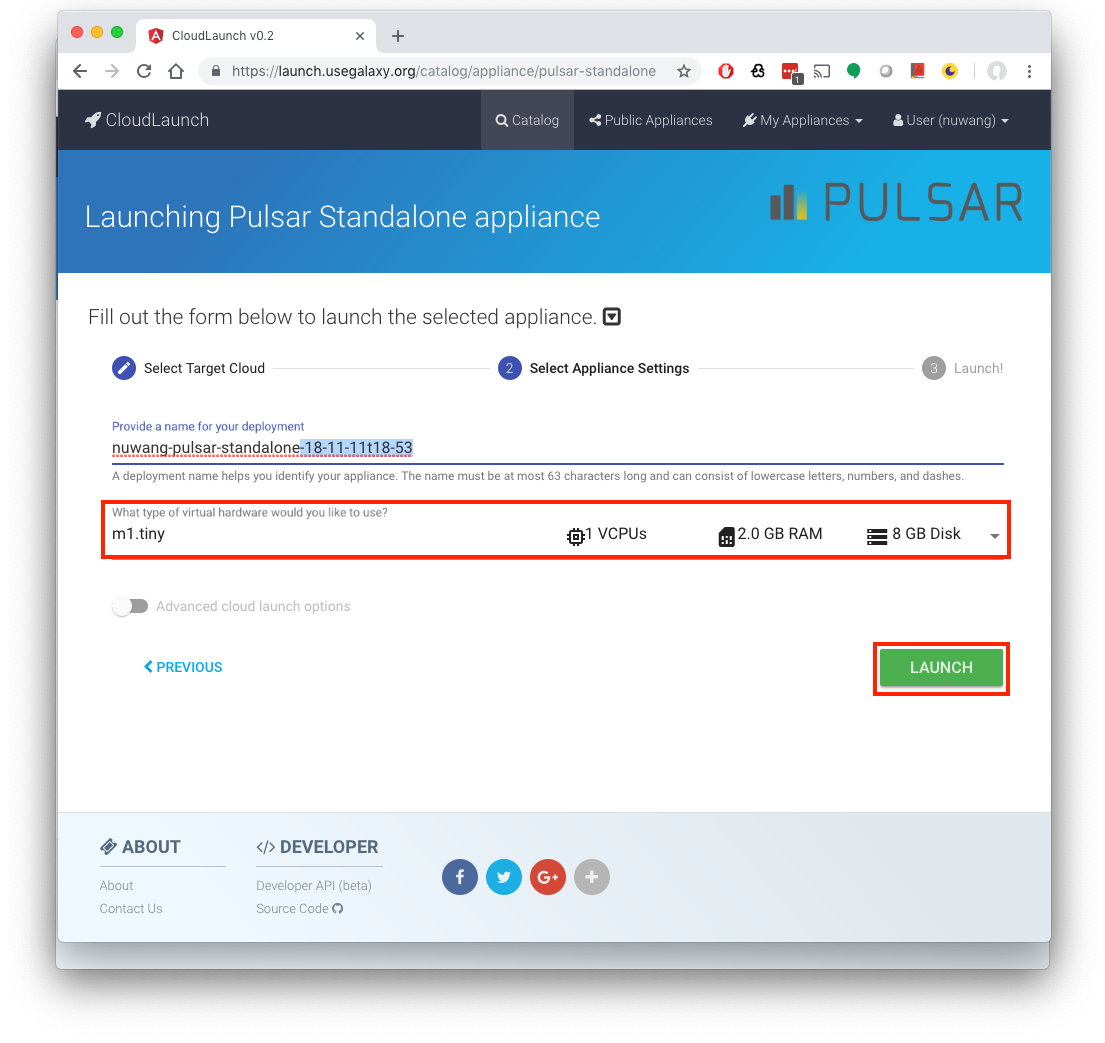 CloudLaunch v0.2
https://launch.usegalaxy.org/catalog/appliance/pulsar-standalone
1
CloudLaunch
Catalog
Public Appliances
My Appliances
User (nuwang)
Launching Pulsar Standalone appliance
PULSAR
Fill out the form below to launch the selected appliance.
Select Target Cloud
2 Select Appliance Settings
3 Launch!
Provide a name for your deployment
nuwang-pulsar-standalone-18-11-11t18-53
A deployment name helps you identify your appliance. The name must be at most 63 characters long and can consist of lowercase letters, numbers, and dashes.
What type of virtual hardware would you like to use?
m1.tiny 1 VCPUs 2.0 GB RAM 8 GB Disk
Advanced cloud launch options
PREVIOUS
LAUNCH
ABOUT
About
Contact Us
</> DEVELOPER
Developer API (beta)
Source Code
f
G+